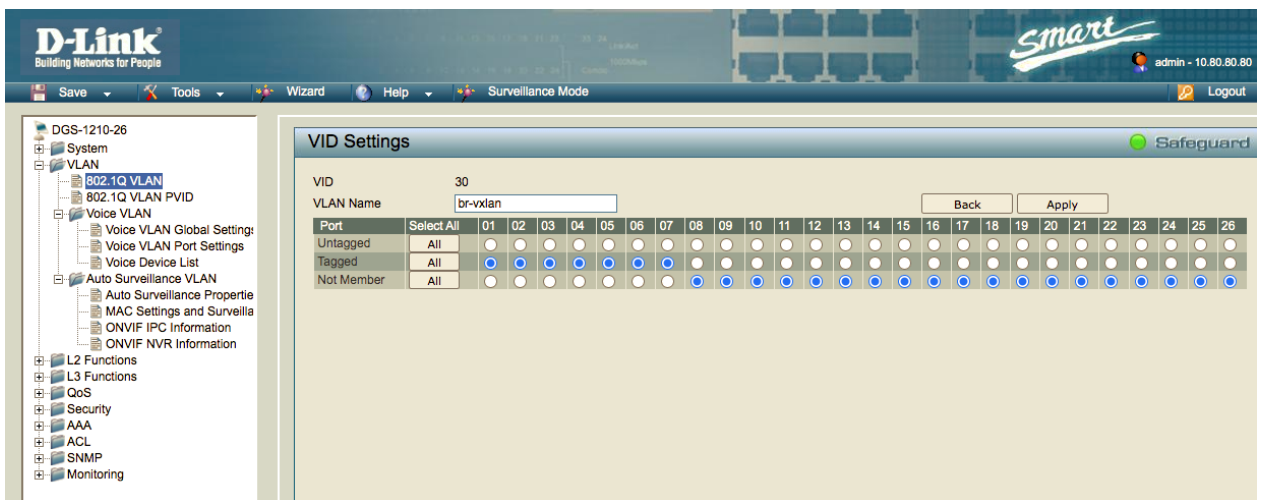 D-Link
Building Networks for People
smart
admin - 10.80.80.80
Save Tools Wizard Help Surveillance Mode Logout
DGS-1210-26
System
VLAN
802.1Q VLAN
802.1Q VLAN PVID
Voice VLAN
Voice VLAN Global Settings
Voice VLAN Port Settings
Voice Device List
Auto Surveillance VLAN
Auto Surveillance Propertie
MAC Settings and Surveilla
ONVIF IPC Information
ONVIF NVR Information
L2 Functions
L3 Functions
QoS
Security
AAA
ACL
SNMP
Monitoring
VID Settings Safeguard
VID 30
VLAN Name br-vxlan Back Apply
Port Select All 01 02 03 04 05 06 07 08 09 10 11 12 13 14 15 16 17 18 19 20 21 22 23 24 25 26
Untagged All
Tagged All
Not Member All